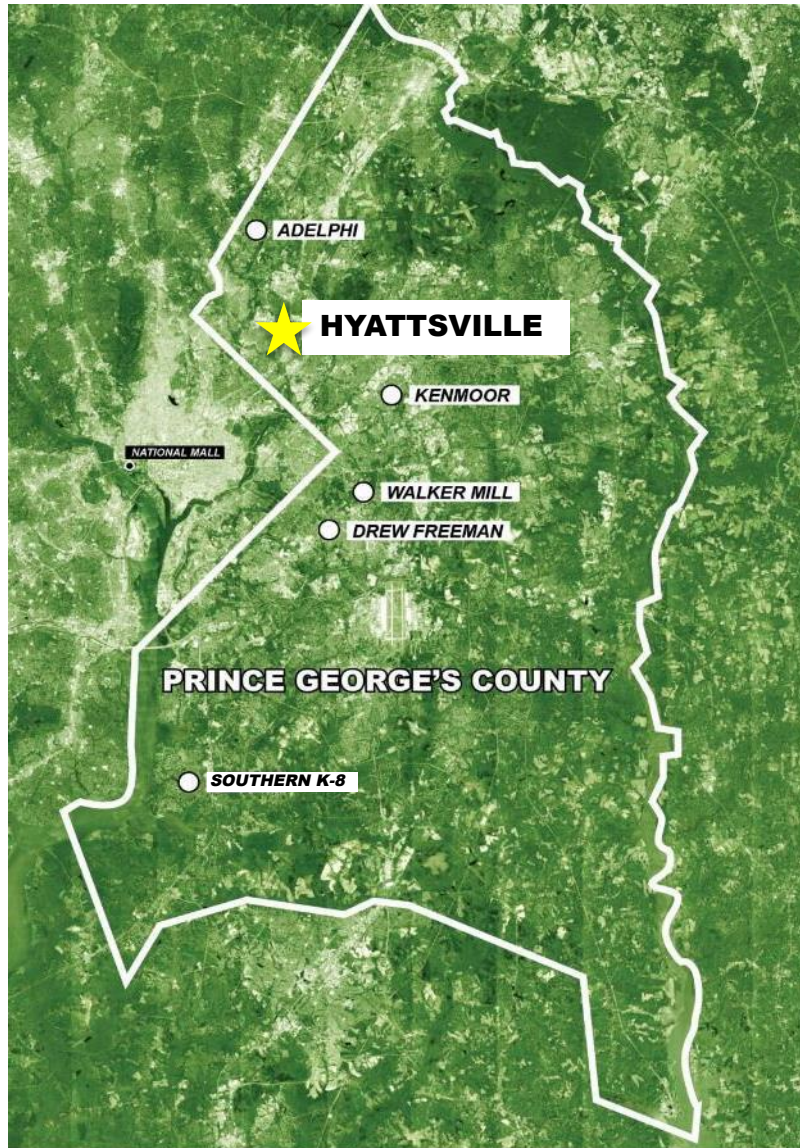 ADELPHI
HYATTSVILLE
KENMOOR
NATIONAL MALL
WALKER MILL
DREW FREEMAN
PRINCE GEORGE'S COUNTY
SOUTHERN K-8